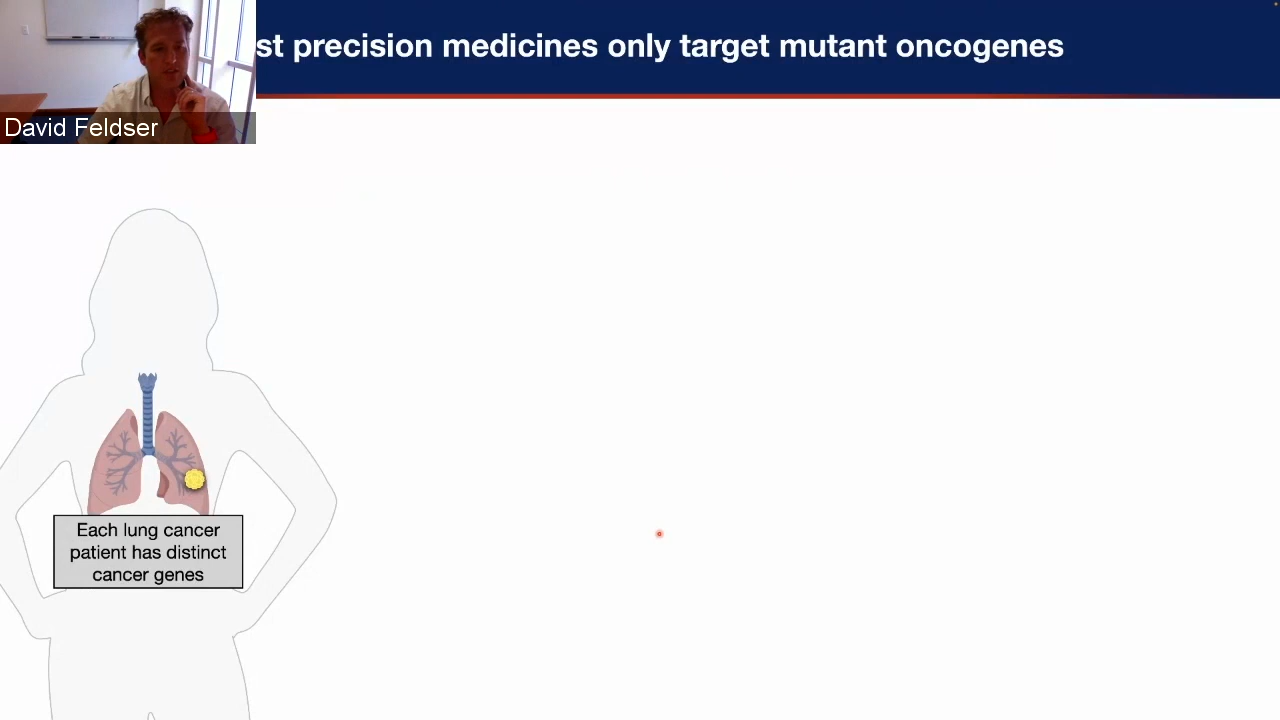 st precision medicines only target mutant oncogenes
David Feldser
Each lung cancer
patient has distinct
cancer genes